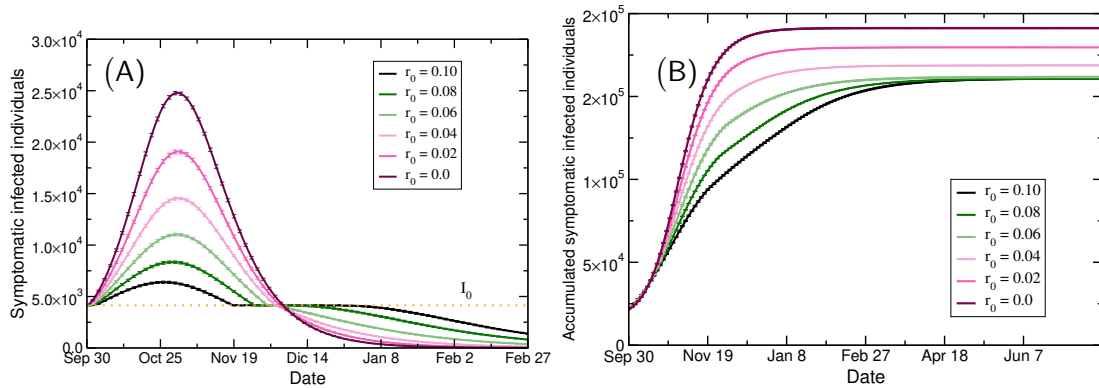 (A)
Symptomatic infected individuals
3.0×10⁴
2.5×10⁴
2.0×10⁴
1.5×10⁴
1.0×10⁴
5.0×10³
0.0
r₀ = 0.10
r₀ = 0.08
r₀ = 0.06
r₀ = 0.04
r₀ = 0.02
r₀ = 0.0
I₀
Sep 30 Oct 25 Nov 19 Dic 14 Jan 8 Feb 2 Feb 27
Date
(B)
Accumulated symptomatic infected individuals
2×10⁵
2×10⁵
1×10⁵
5×10⁴
0
r₀ = 0.10
r₀ = 0.08
r₀ = 0.06
r₀ = 0.04
r₀ = 0.02
r₀ = 0.0
Sep 30 Nov 19 Jan 8 Feb 27 Apr 18 Jun 7
Date